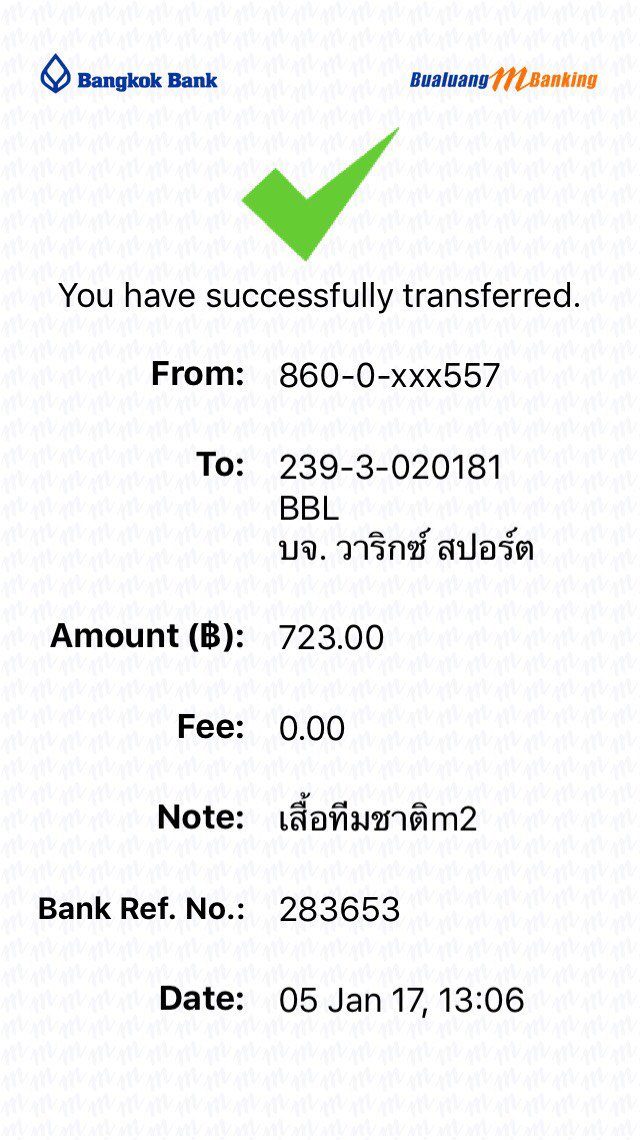 Bangkok Bank
Bualuang mBanking
You have successfully transferred.
From: 860-0-xxx557
To: 239-3-020181
BBL
บจ. วาริกซ์ สปอร์ต
Amount (฿): 723.00
Fee: 0.00
Note: เสื้อทีมชาติm2
Bank Ref. No.: 283653
Date: 05 Jan 17, 13:06